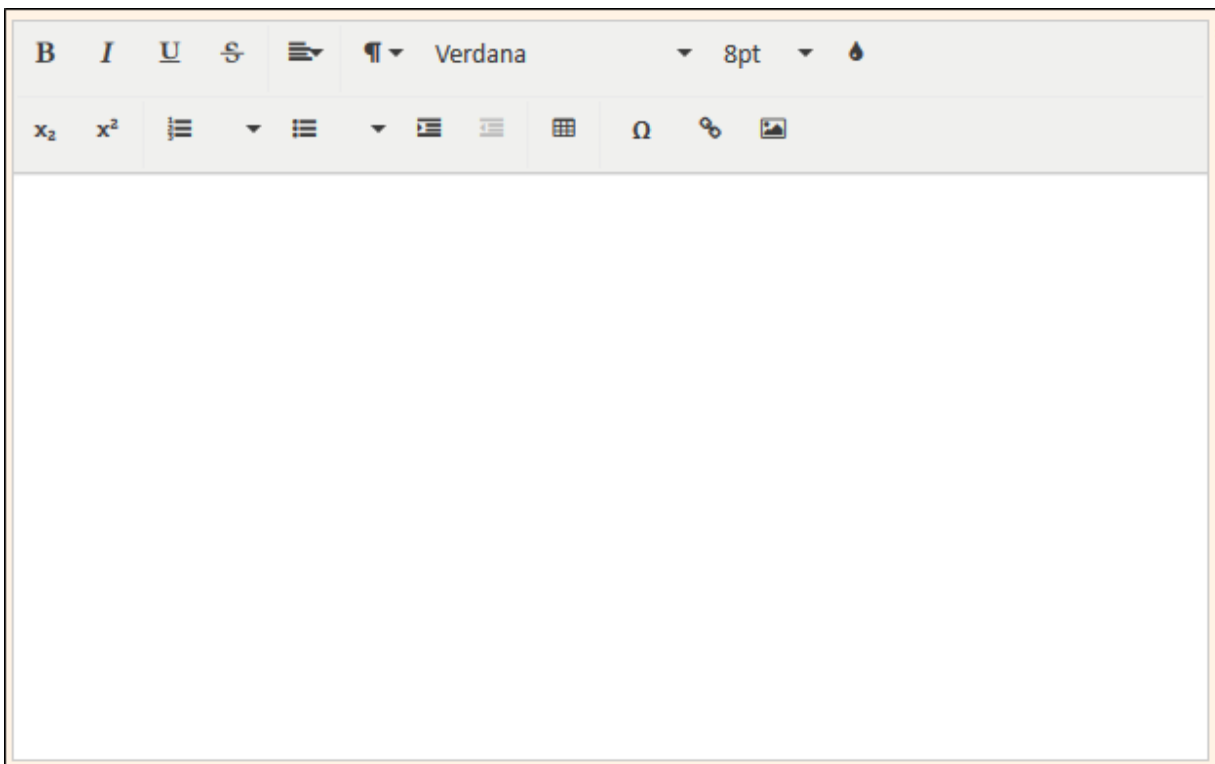 B I U S ¶ Verdana 8pt
x₂ x² Ω